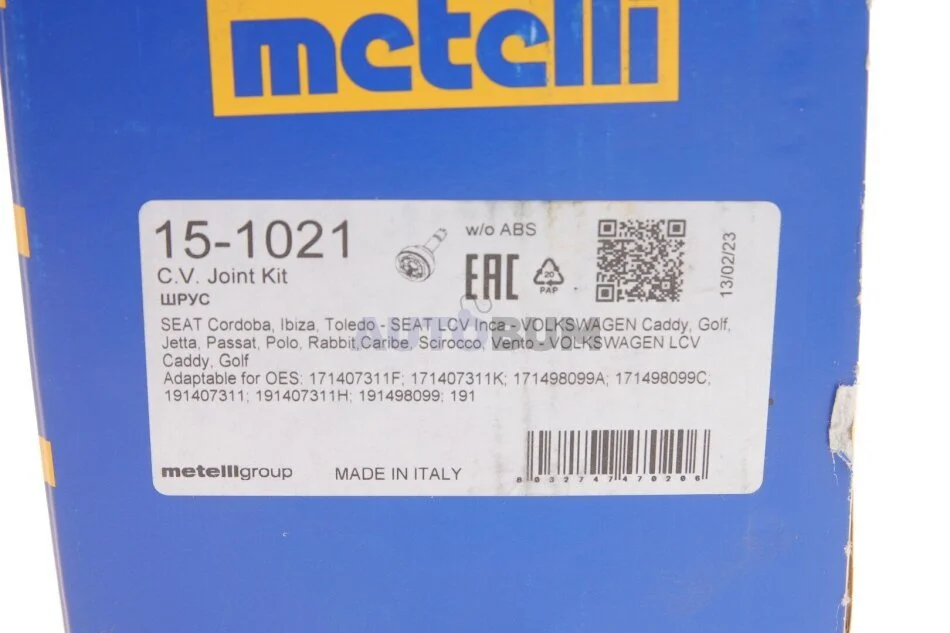 metelli
15-1021
w/o ABS
C.V. Joint Kit
ШРУС
EAC
20
PAP
13/02/23
SEAT Cordoba, Ibiza, Toledo - SEAT LCV Inca - VOLKSWAGEN Caddy, Golf,
Jetta, Passat, Polo, Rabbit,Caribe, Scirocco, Vento - VOLKSWAGEN LCV
Caddy, Golf
AUTOBUM
Adaptable for OES: 171407311F; 171407311K; 171498099A; 171498099C;
191407311; 191407311H; 191498099; 191
metelligroup
MADE IN ITALY
8032747470206